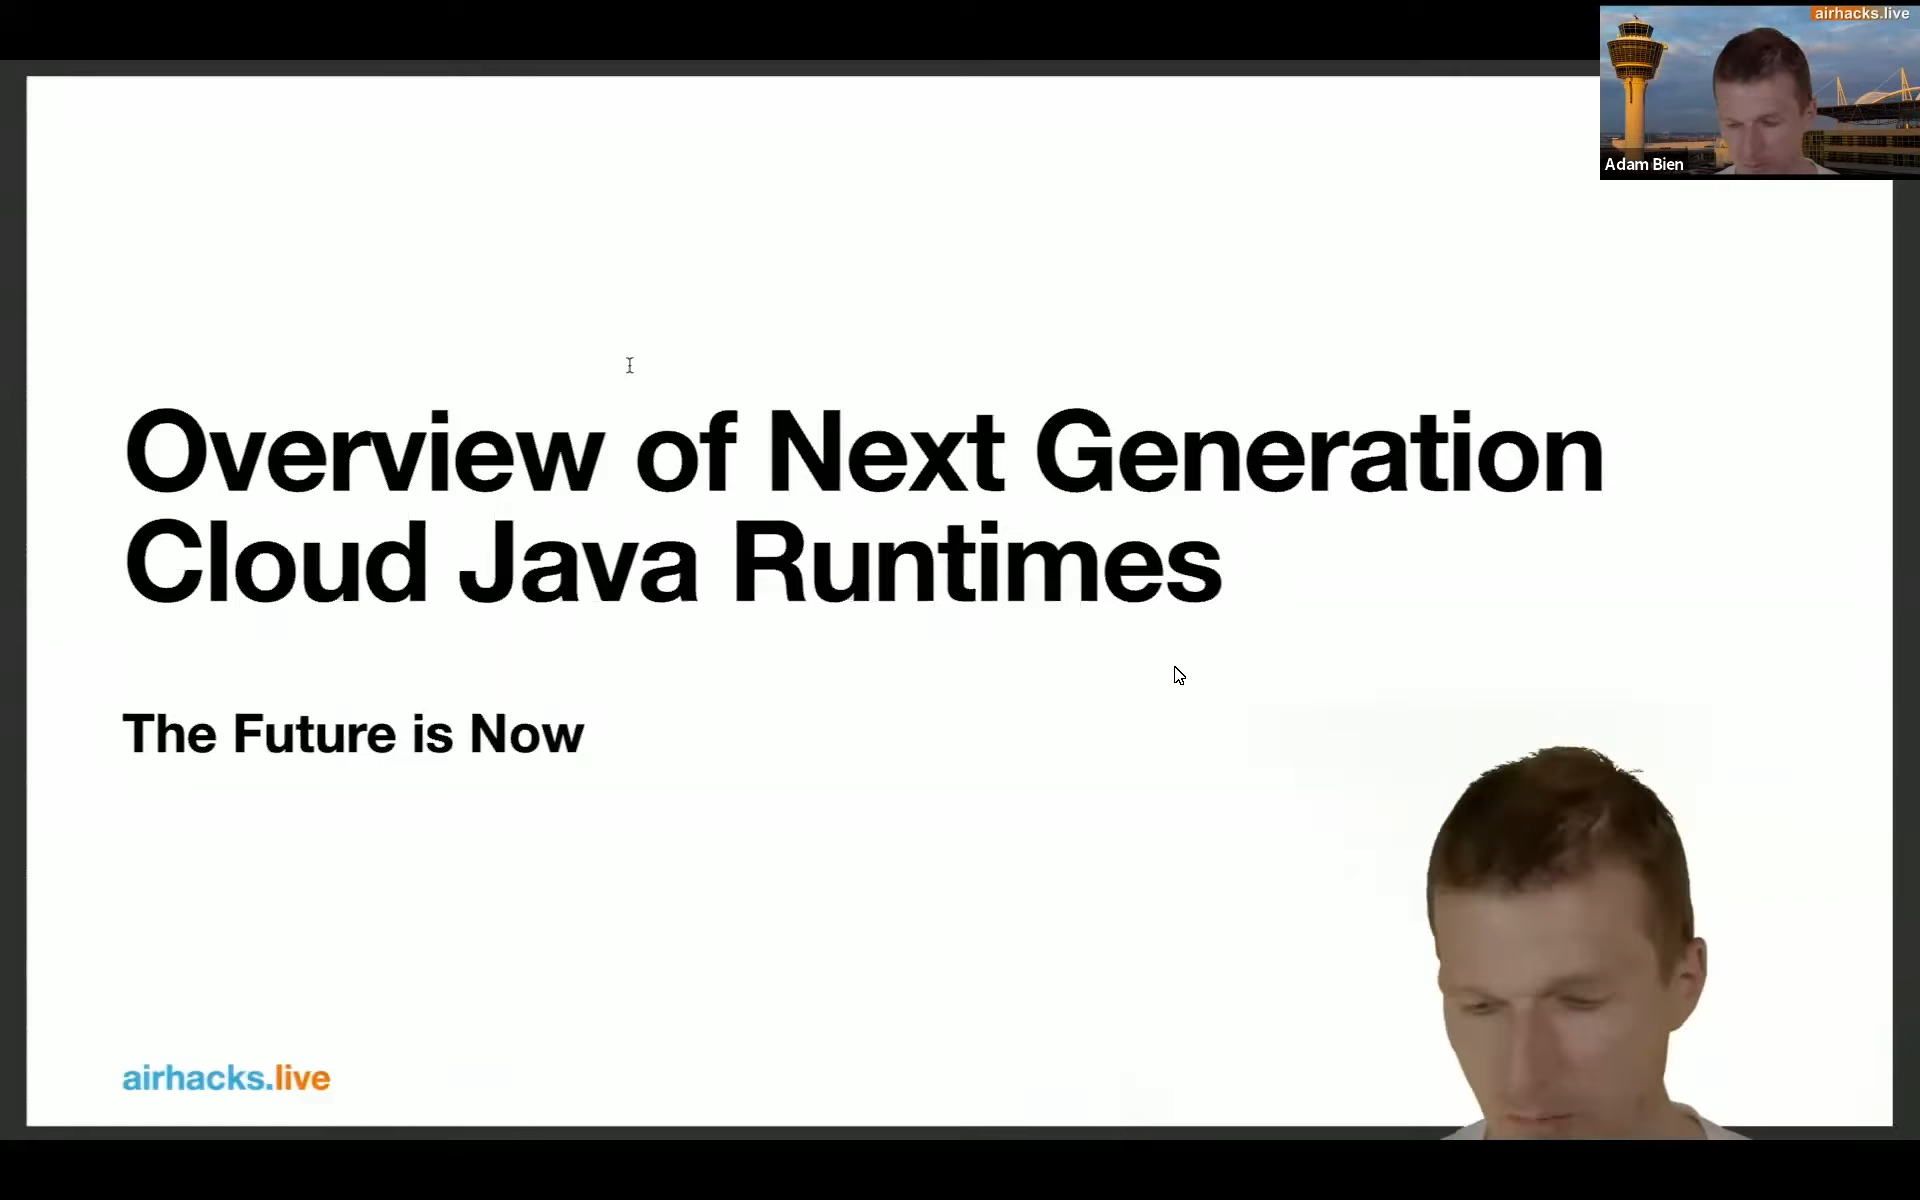 airhacks.live
Adam Bien
Overview of Next Generation
Cloud Java Runtimes
The Future is Now
airhacks.live